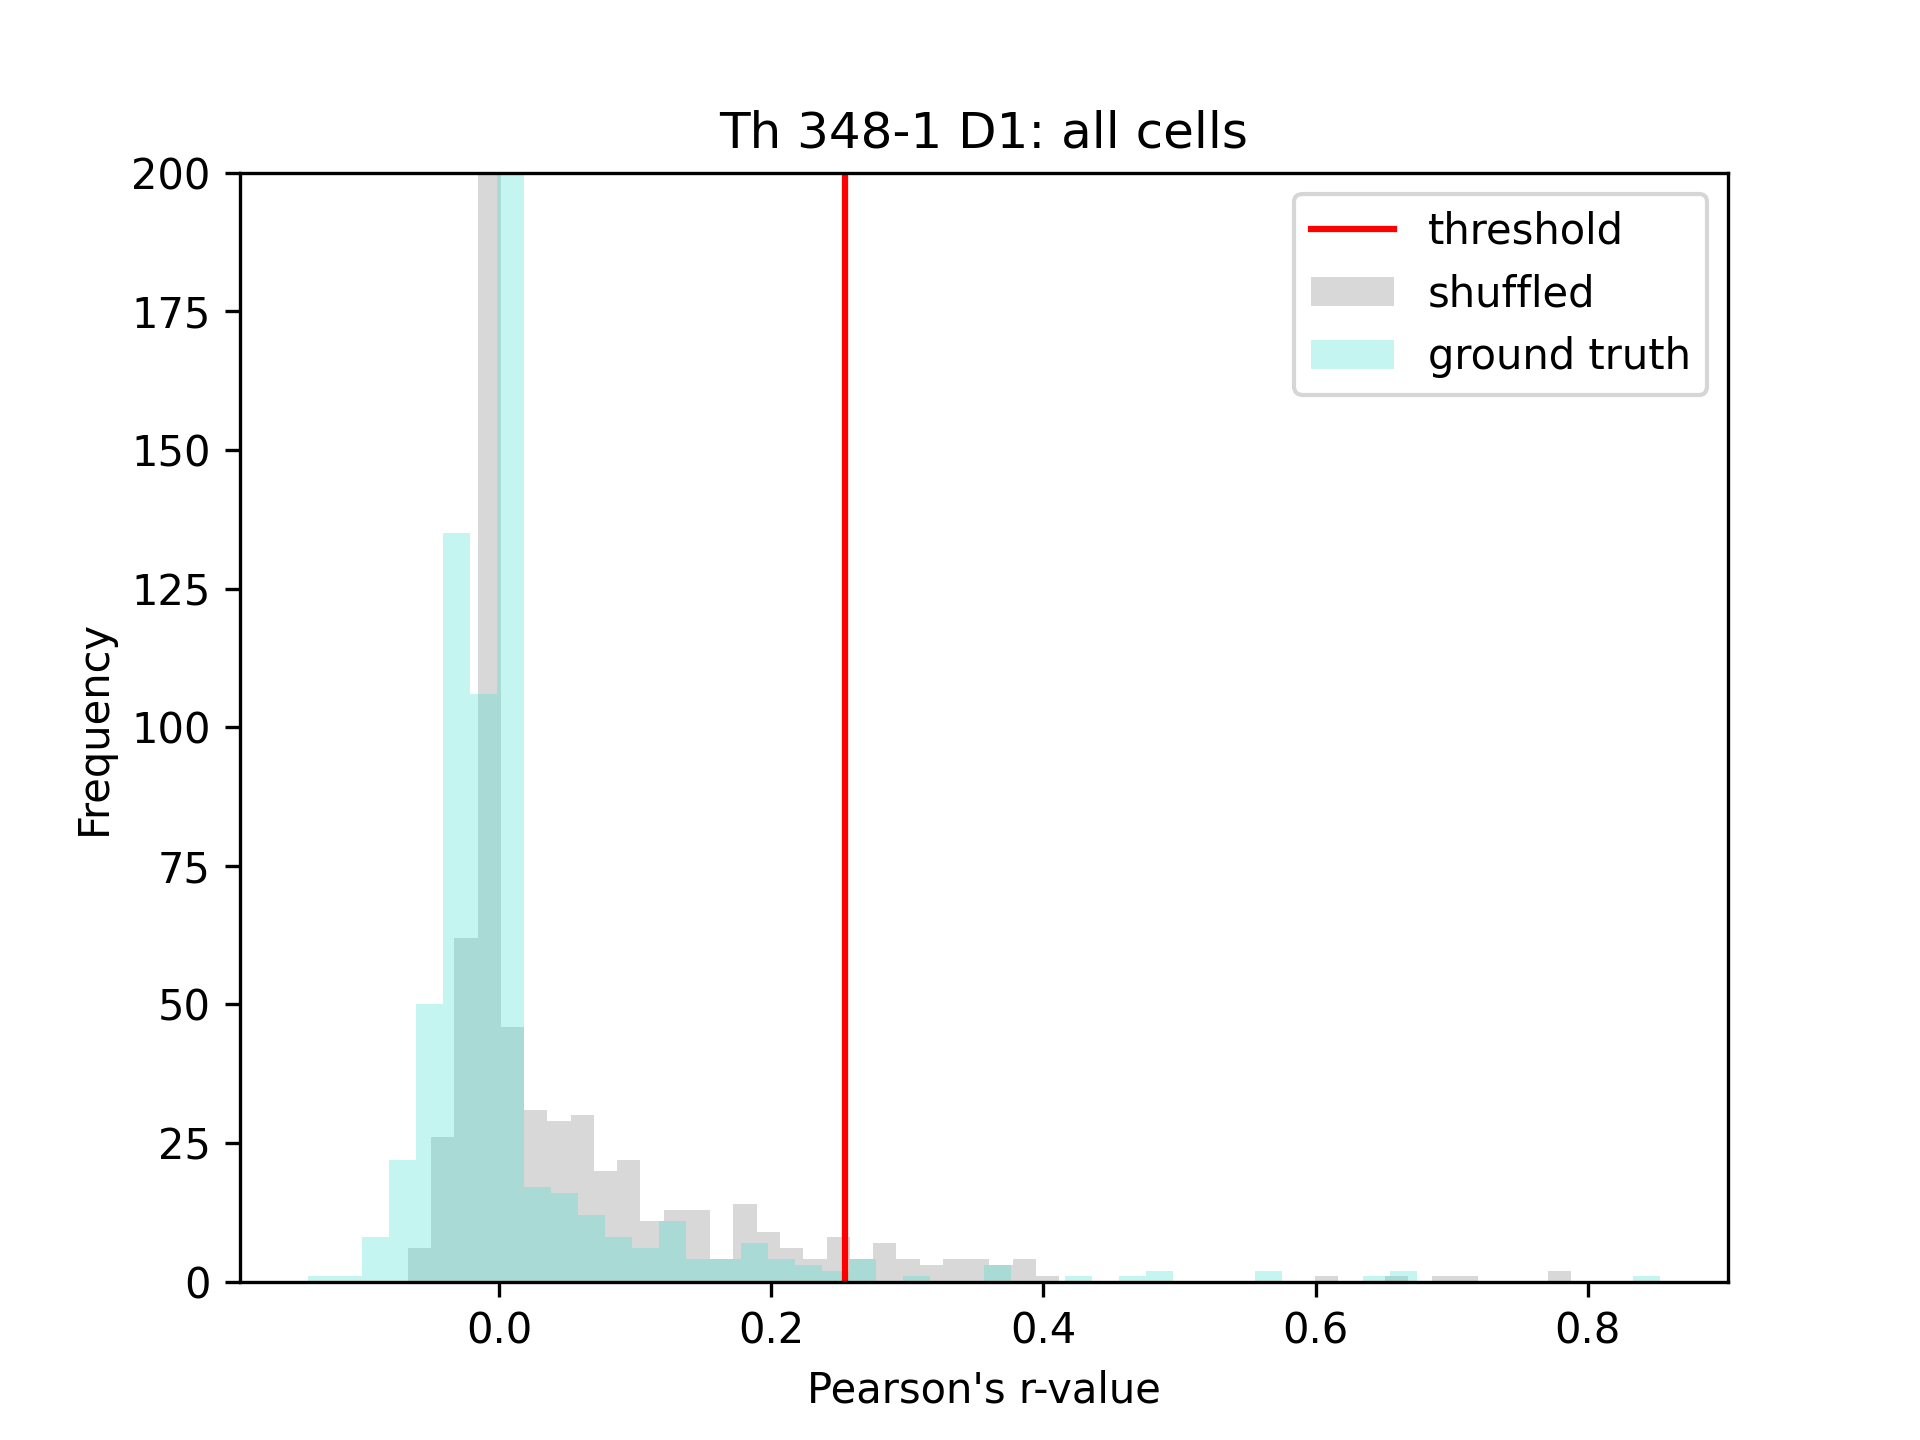 Th 348-1 D1: all cells
200
175
150
125
100
75
50
25
0
Frequency
threshold
shuffled
ground truth
0.0 0.2 0.4 0.6 0.8
Pearson's r-value